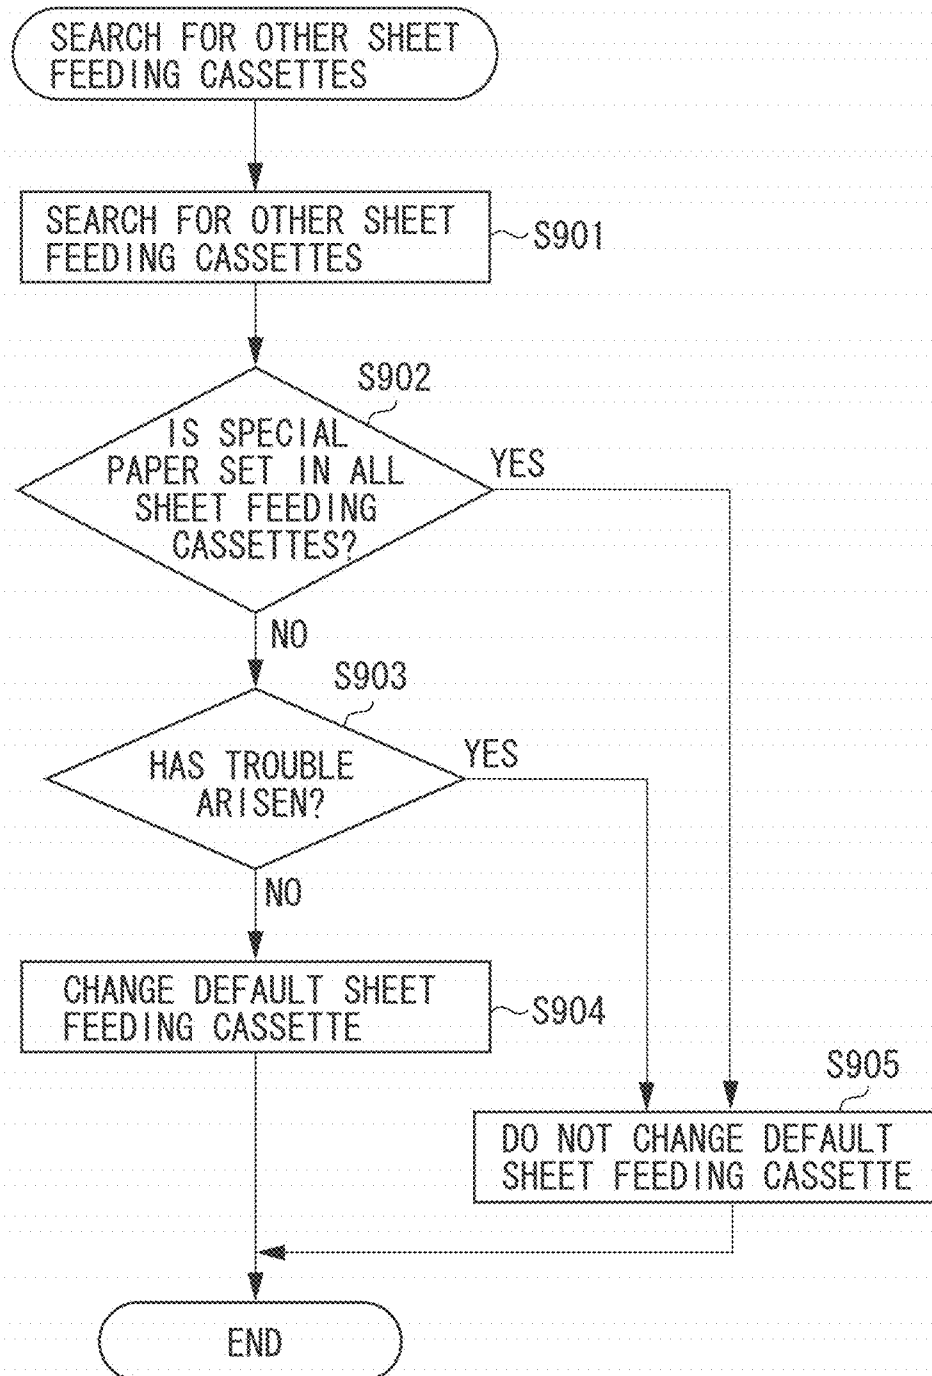 SEARCH FOR OTHER SHEET
FEEDING CASSETTES
SEARCH FOR OTHER SHEET
FEEDING CASSETTES
S901
S902
IS SPECIAL
PAPER SET IN ALL
SHEET FEEDING
CASSETTES?
YES
NO
S903
HAS TROUBLE
ARISEN?
YES
NO
CHANGE DEFAULT SHEET
FEEDING CASSETTE
S904
S905
DO NOT CHANGE DEFAULT
SHEET FEEDING CASSETTE
END